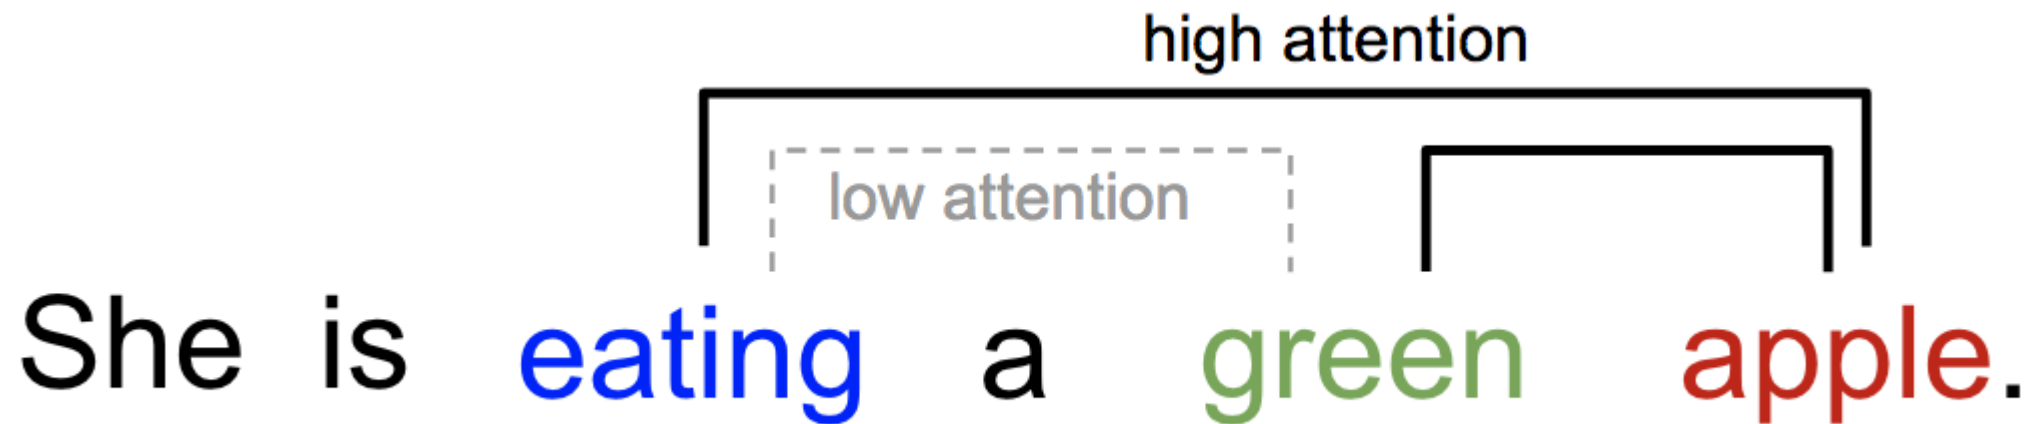 high attention
low attention
She is eating a green apple.